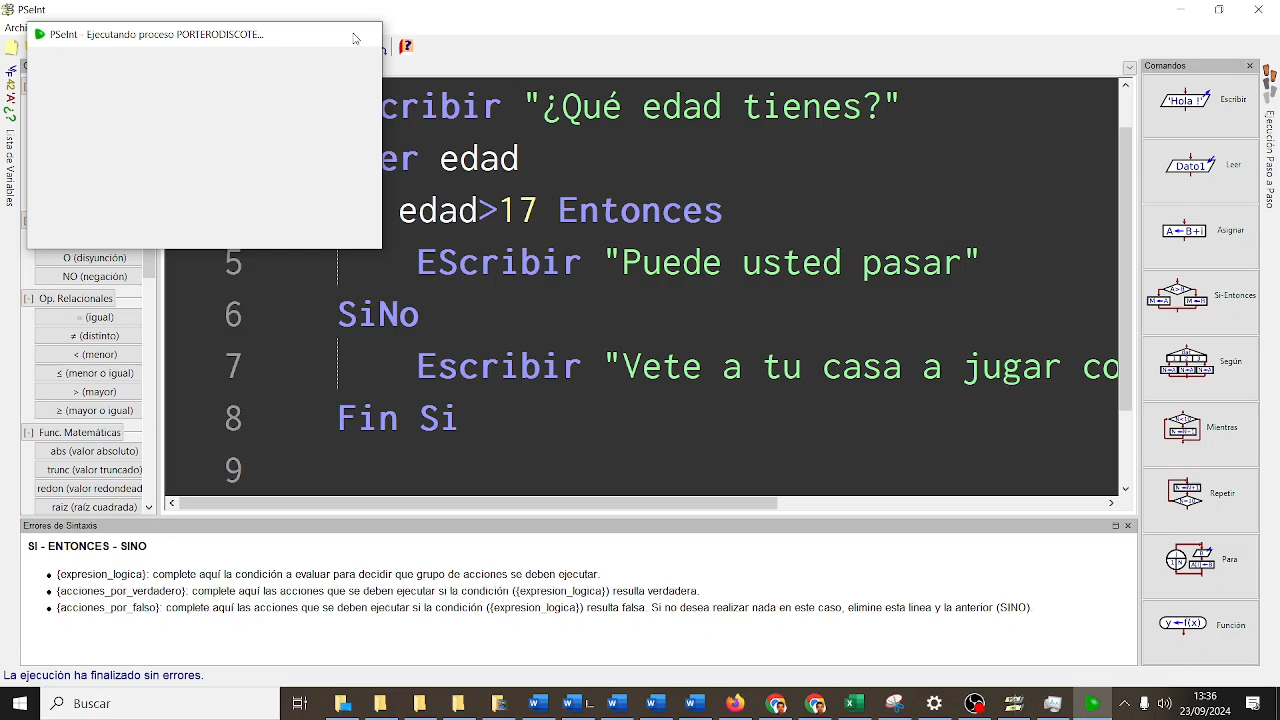 PSeInt
PSeInt - Ejecutando proceso PORTERODISCOTE...
Archi
cribir "¿Qué edad tienes?"
er edad
edad>17 Entonces
5 EScribir "Puede usted pasar"
6 SiNo
7 Escribir "Vete a tu casa a jugar co
8 Fin Si
9
Lista de Variables
O (disyunción)
NO (negación)
Op. Relacionales
= (igual)
≠ (distinto)
< (menor)
≤ (menor o igual)
> (mayor)
≥ (mayor o igual)
Func. Matemáticas
abs (valor absoluto)
trunc (valor truncado)
redon (valor redondead
raiz (raíz cuadrada)
Comandos
'Hola !' Escribir
Dato1 Leer
A←B+i Asignar
Si-Entonces
Según
Mientras
Repetir
Para
y←f(x) Función
Ejecución Paso a Paso
Errores de Sintaxis
SI - ENTONCES - SINO
{expresion_logica}: complete aquí la condición a evaluar para decidir que grupo de acciones se deben ejecutar.
{acciones_por_verdadero}: complete aquí las acciones que se deben ejecutar si la condición ({expresion_logica}) resulta verdadera.
{acciones_por_falso}: complete aquí las acciones que se deben ejecutar si la condición ({expresion_logica}) resulta falsa. Si no desea realizar nada en este caso, elimine esta linea y la anterior (SINO).
La ejecución ha finalizado sin errores.
Buscar
13:36
23/09/2024